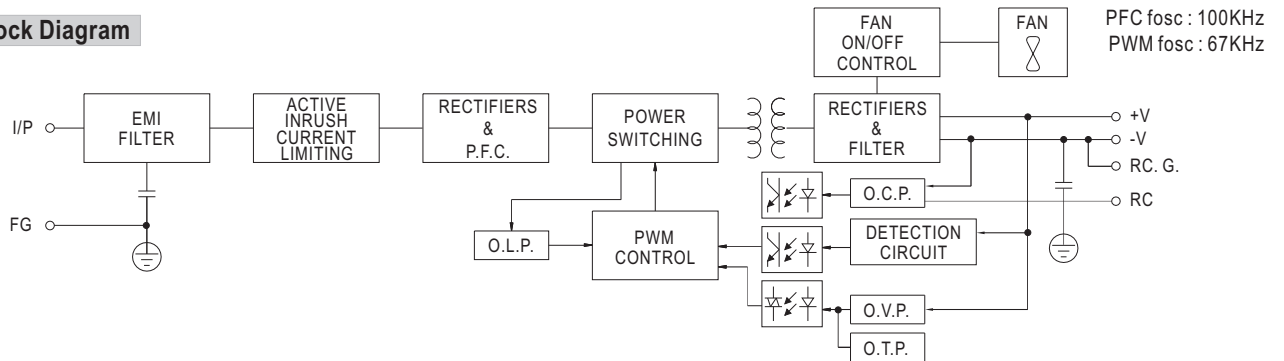 ock Diagram
PFC fosc : 100KHz
PWM fosc : 67KHz
FAN
ON/OFF
CONTROL
FAN
I/P
EMI
FILTER
ACTIVE
INRUSH
CURRENT
LIMITING
RECTIFIERS
&
P.F.C.
POWER
SWITCHING
RECTIFIERS
&
FILTER
+V
-V
RC. G.
RC
FG
O.L.P.
PWM
CONTROL
O.C.P.
DETECTION
CIRCUIT
O.V.P.
O.T.P.